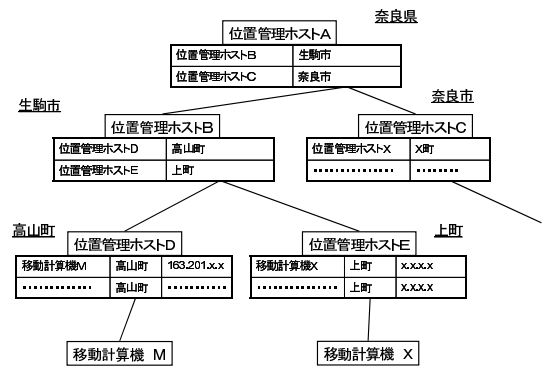 奈良県
位置管理ホストA
位置管理ホストB 生駒市
位置管理ホストC 奈良市
生駒市
位置管理ホストB
位置管理ホストD 高山町
位置管理ホストE 上町
奈良市
位置管理ホストC
位置管理ホストX X町
高山町
位置管理ホストD
移動計算機M 高山町 163.201.x.x
高山町
上町
位置管理ホストE
移動計算機X 上町 x.x.x.x
上町 x.x.x.x
移動計算機 M
移動計算機 X